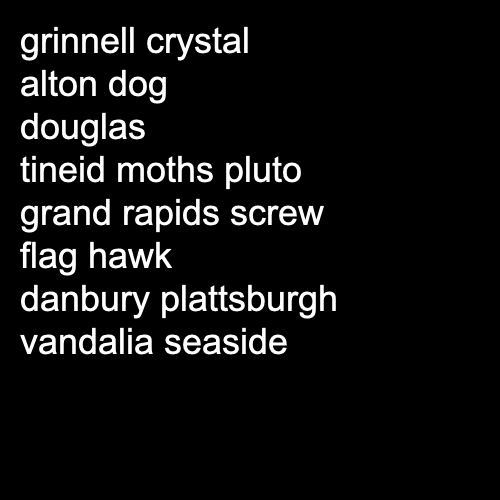 grinnell crystal
alton dog
douglas
tineid moths pluto
grand rapids screw
flag hawk
danbury plattsburgh
vandalia seaside